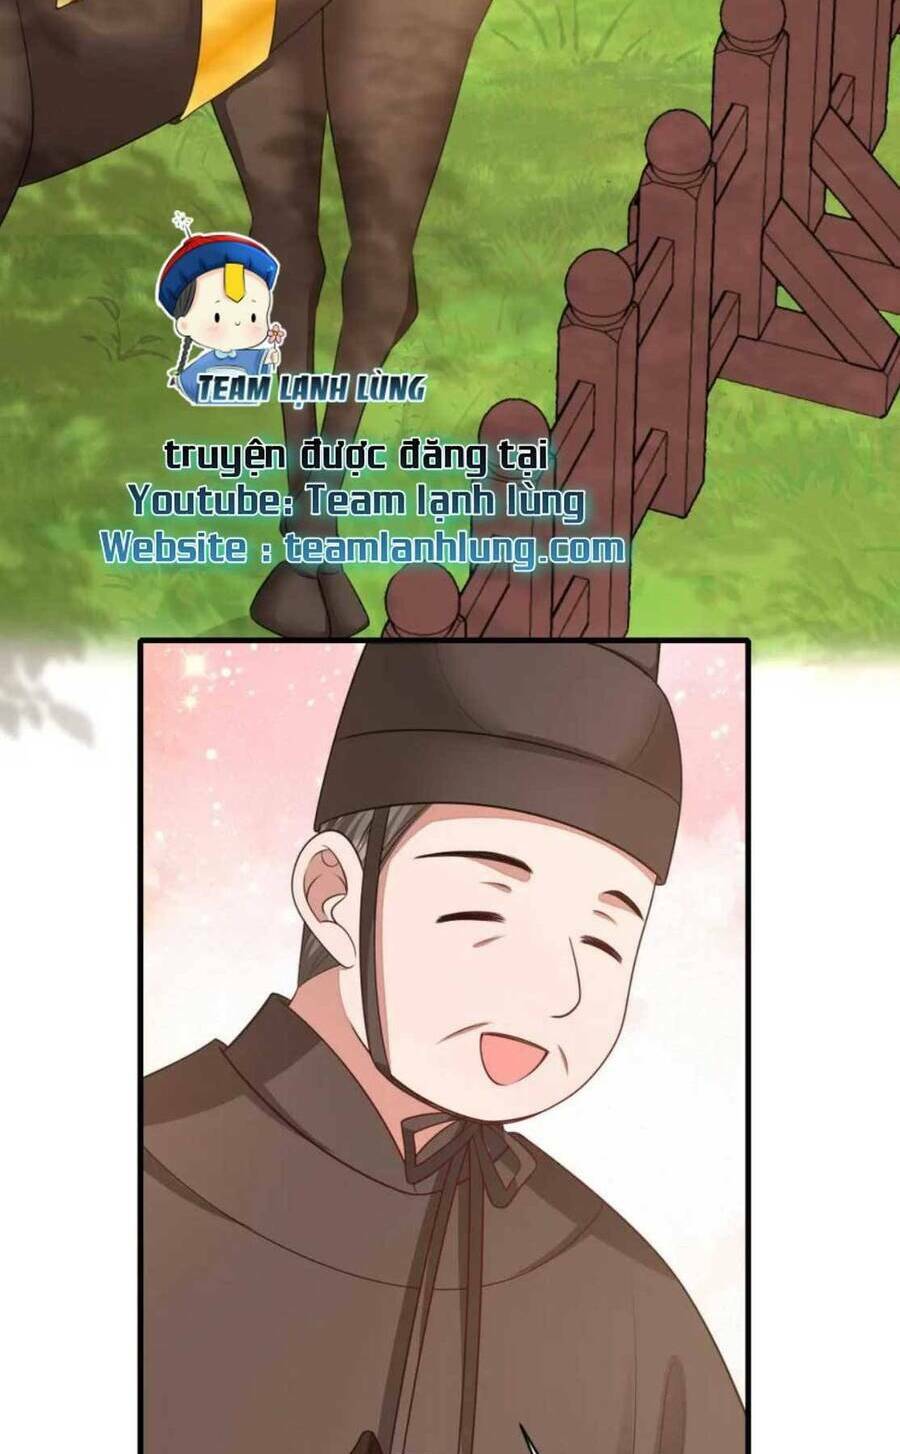 TEAM LẠNH LÙNG
truyện được đăng tại
Youtube: Team lạnh lùng
Website : teamlanhlung.com